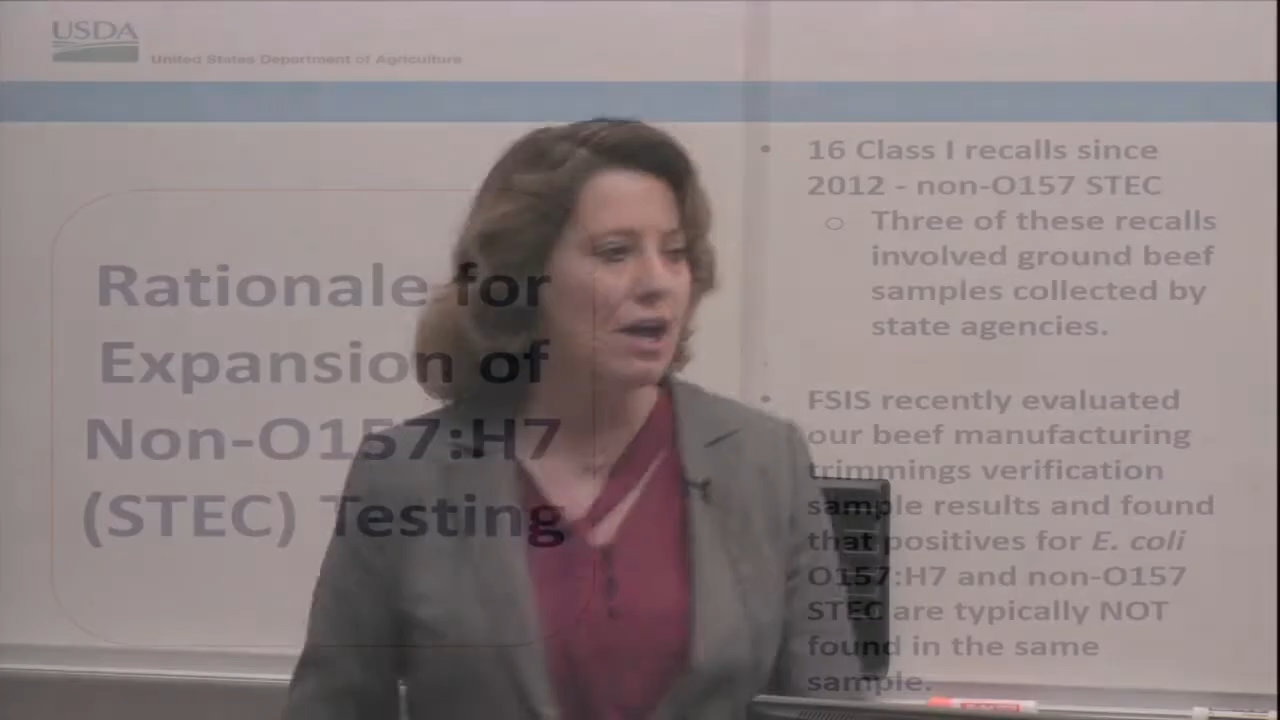 USDA
United States Department of Agriculture
Rationale for
Expansion of
Non-O157:H7
(STEC) Testing
• 16 Class I recalls since
2012 - non-O157 STEC
o Three of these recalls
involved ground beef
samples collected by
state agencies.
• FSIS recently evaluated
our beef manufacturing
trimmings verification
sample results and found
that positives for E. coli
O157:H7 and non-O157
STEC are typically NOT
found in the same
sample.